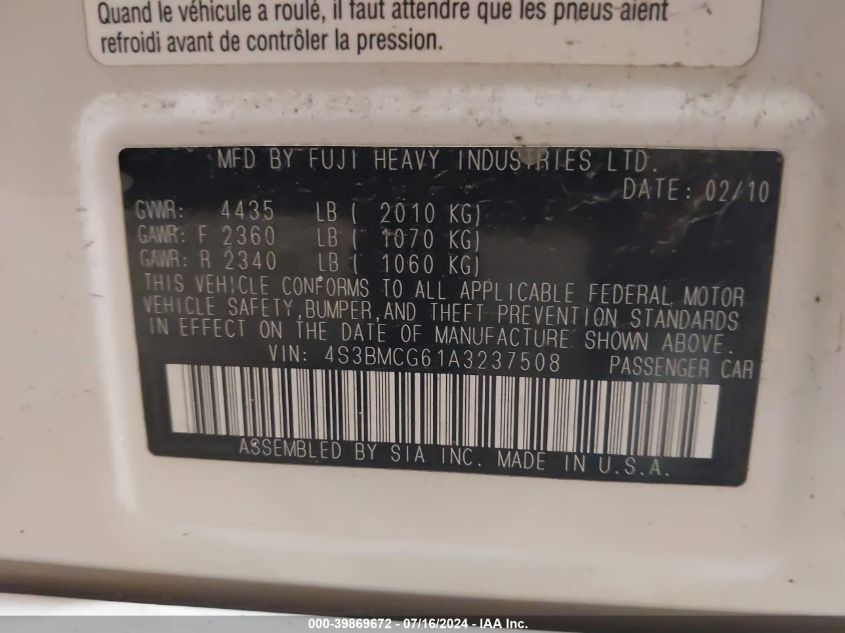 Quand le véhicule a roulé, il faut attendre que les pneus aient
refroidi avant de contrôler la pression.
MFD BY FUJI HEAVY INDUSTRIES LTD.
DATE: 02/10
GVWR: 4435 LB ( 2010 KG)
GAWR: F 2360 LB ( 1070 KG)
GAWR: R 2340 LB ( 1060 KG)
THIS VEHICLE CONFORMS TO ALL APPLICABLE FEDERAL MOTOR
VEHICLE SAFETY,BUMPER,AND THEFT PREVENTION STANDARDS
IN EFFECT ON THE DATE OF MANUFACTURE SHOWN ABOVE.
VIN: 4S3BMCG61A3237508 PASSENGER CAR
ASSEMBLED BY SIA INC. MADE IN U.S.A.
000-39869672 - 07/16/2024 - IAA, Inc.